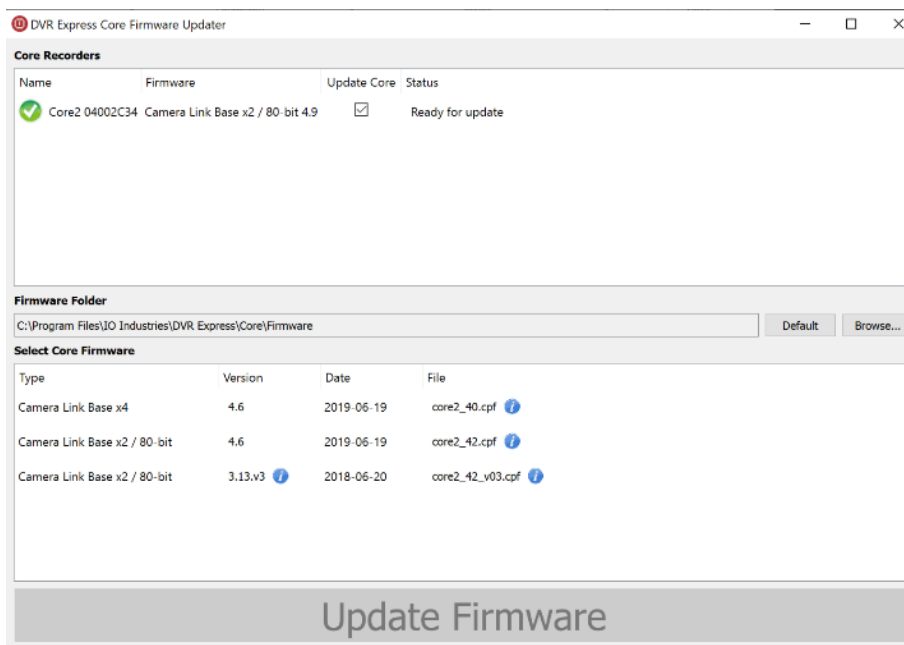 DVR Express Core Firmware Updater
Core Recorders
Name Firmware Update Core Status
Core2 04002C34 Camera Link Base x2 / 80-bit 4.9 Ready for update
Firmware Folder
C:\Program Files\IO Industries\DVR Express\Core\Firmware Default Browse...
Select Core Firmware
Type Version Date File
Camera Link Base x4 4.6 2019-06-19 core2_40.cpf
Camera Link Base x2 / 80-bit 4.6 2019-06-19 core2_42.cpf
Camera Link Base x2 / 80-bit 3.13.v3 2018-06-20 core2_42_v03.cpf
Update Firmware